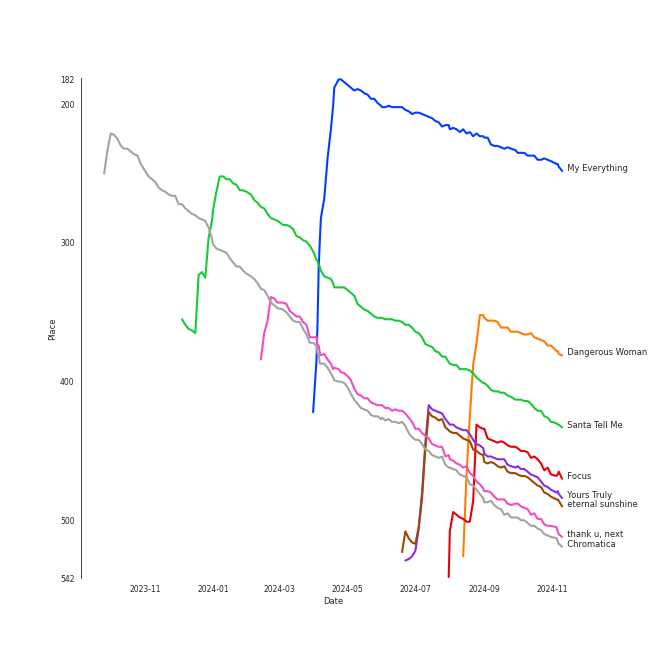 182
200
300
400
500
542
Place
2023-11
2024-01
2024-03
2024-05
2024-07
2024-09
2024-11
Date
My Everything
Dangerous Woman
Santa Tell Me
Focus
Yours Truly
eternal sunshine
thank u, next
Chromatica